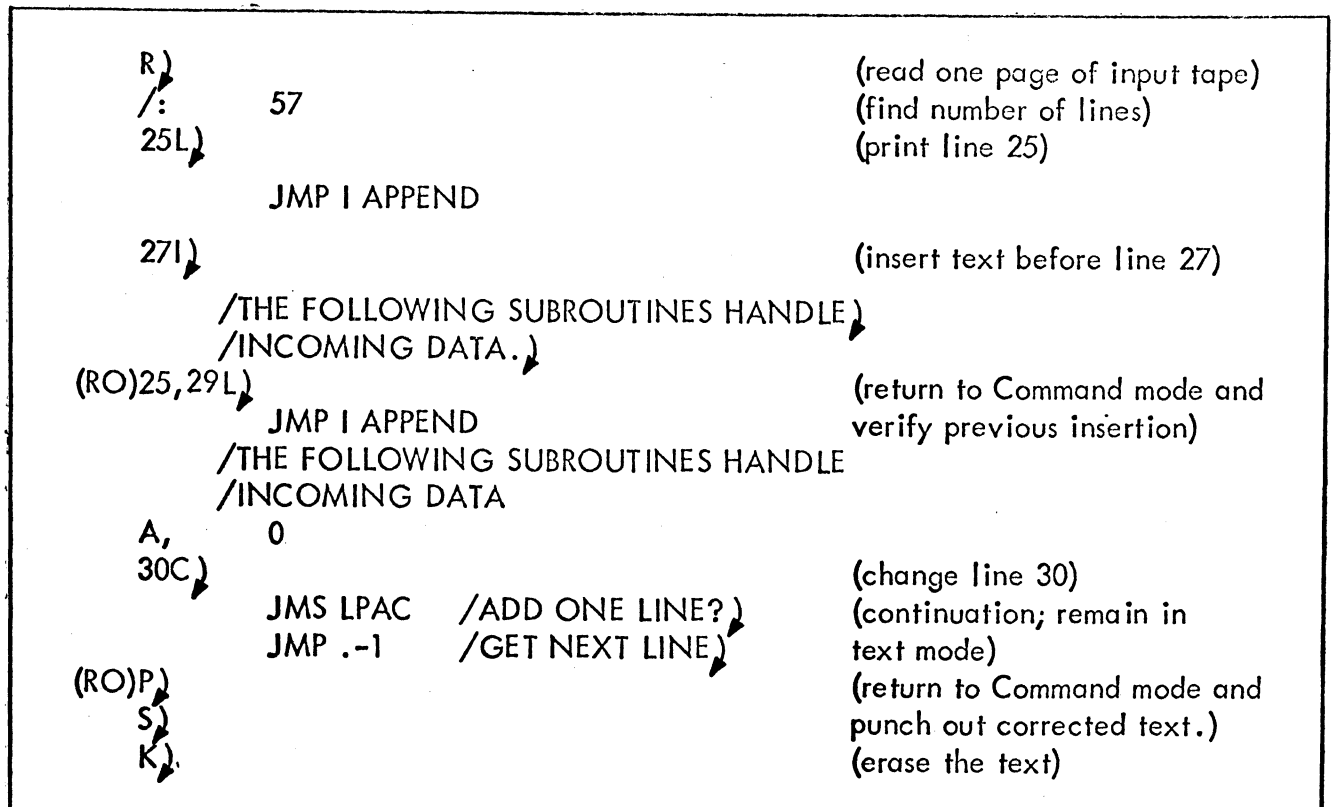 R) (read one page of input tape)
/: 57 (find number of lines)
25L) (print line 25)
JMP I APPEND
27I) (insert text before line 27)
/THE FOLLOWING SUBROUTINES HANDLE)
/INCOMING DATA.)
(RO)25,29L) (return to Command mode and
JMP I APPEND verify previous insertion)
/THE FOLLOWING SUBROUTINES HANDLE
/INCOMING DATA
A, 0
30C) (change line 30)
JMS LPAC /ADD ONE LINE?) (continuation; remain in
JMP .-1 /GET NEXT LINE) text mode)
(RO)P) (return to Command mode and
S) punch out corrected text.)
K) (erase the text)